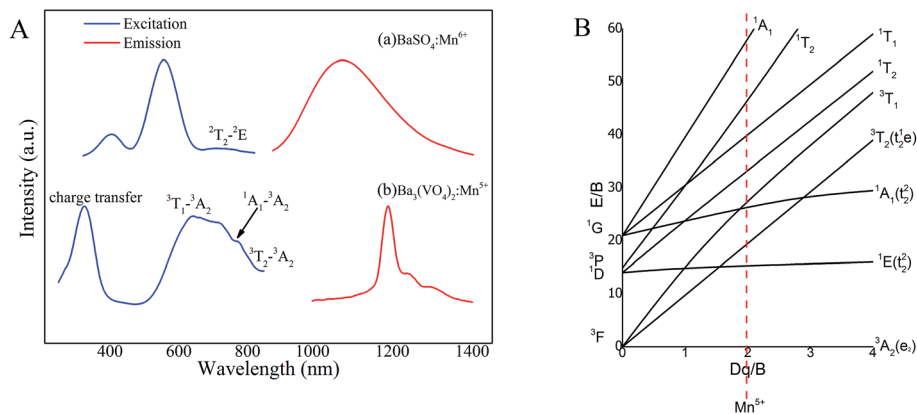 A
Excitation
Emission
(a)BaSO₄:Mn⁶⁺
²T₂-²E
charge transfer
³T₁-³A₂
¹A₁-³A₂
³T₂-³A₂
(b)Ba₃(VO₄)₂:Mn⁵⁺
Intensity (a.u.)
400 600 800 1000 1200 1400
Wavelength (nm)
B
60
50
40
30
20
10
0
E/B
¹G
³P
¹D
³F
¹A₁
¹T₂
¹T₁
¹T₂
³T₁
³T₂(t₂¹e)
¹A₁(t₂²)
¹E(t₂²)
³A₂(e₂)
0 1 2 3 4
Dq/B
Mn⁵⁺